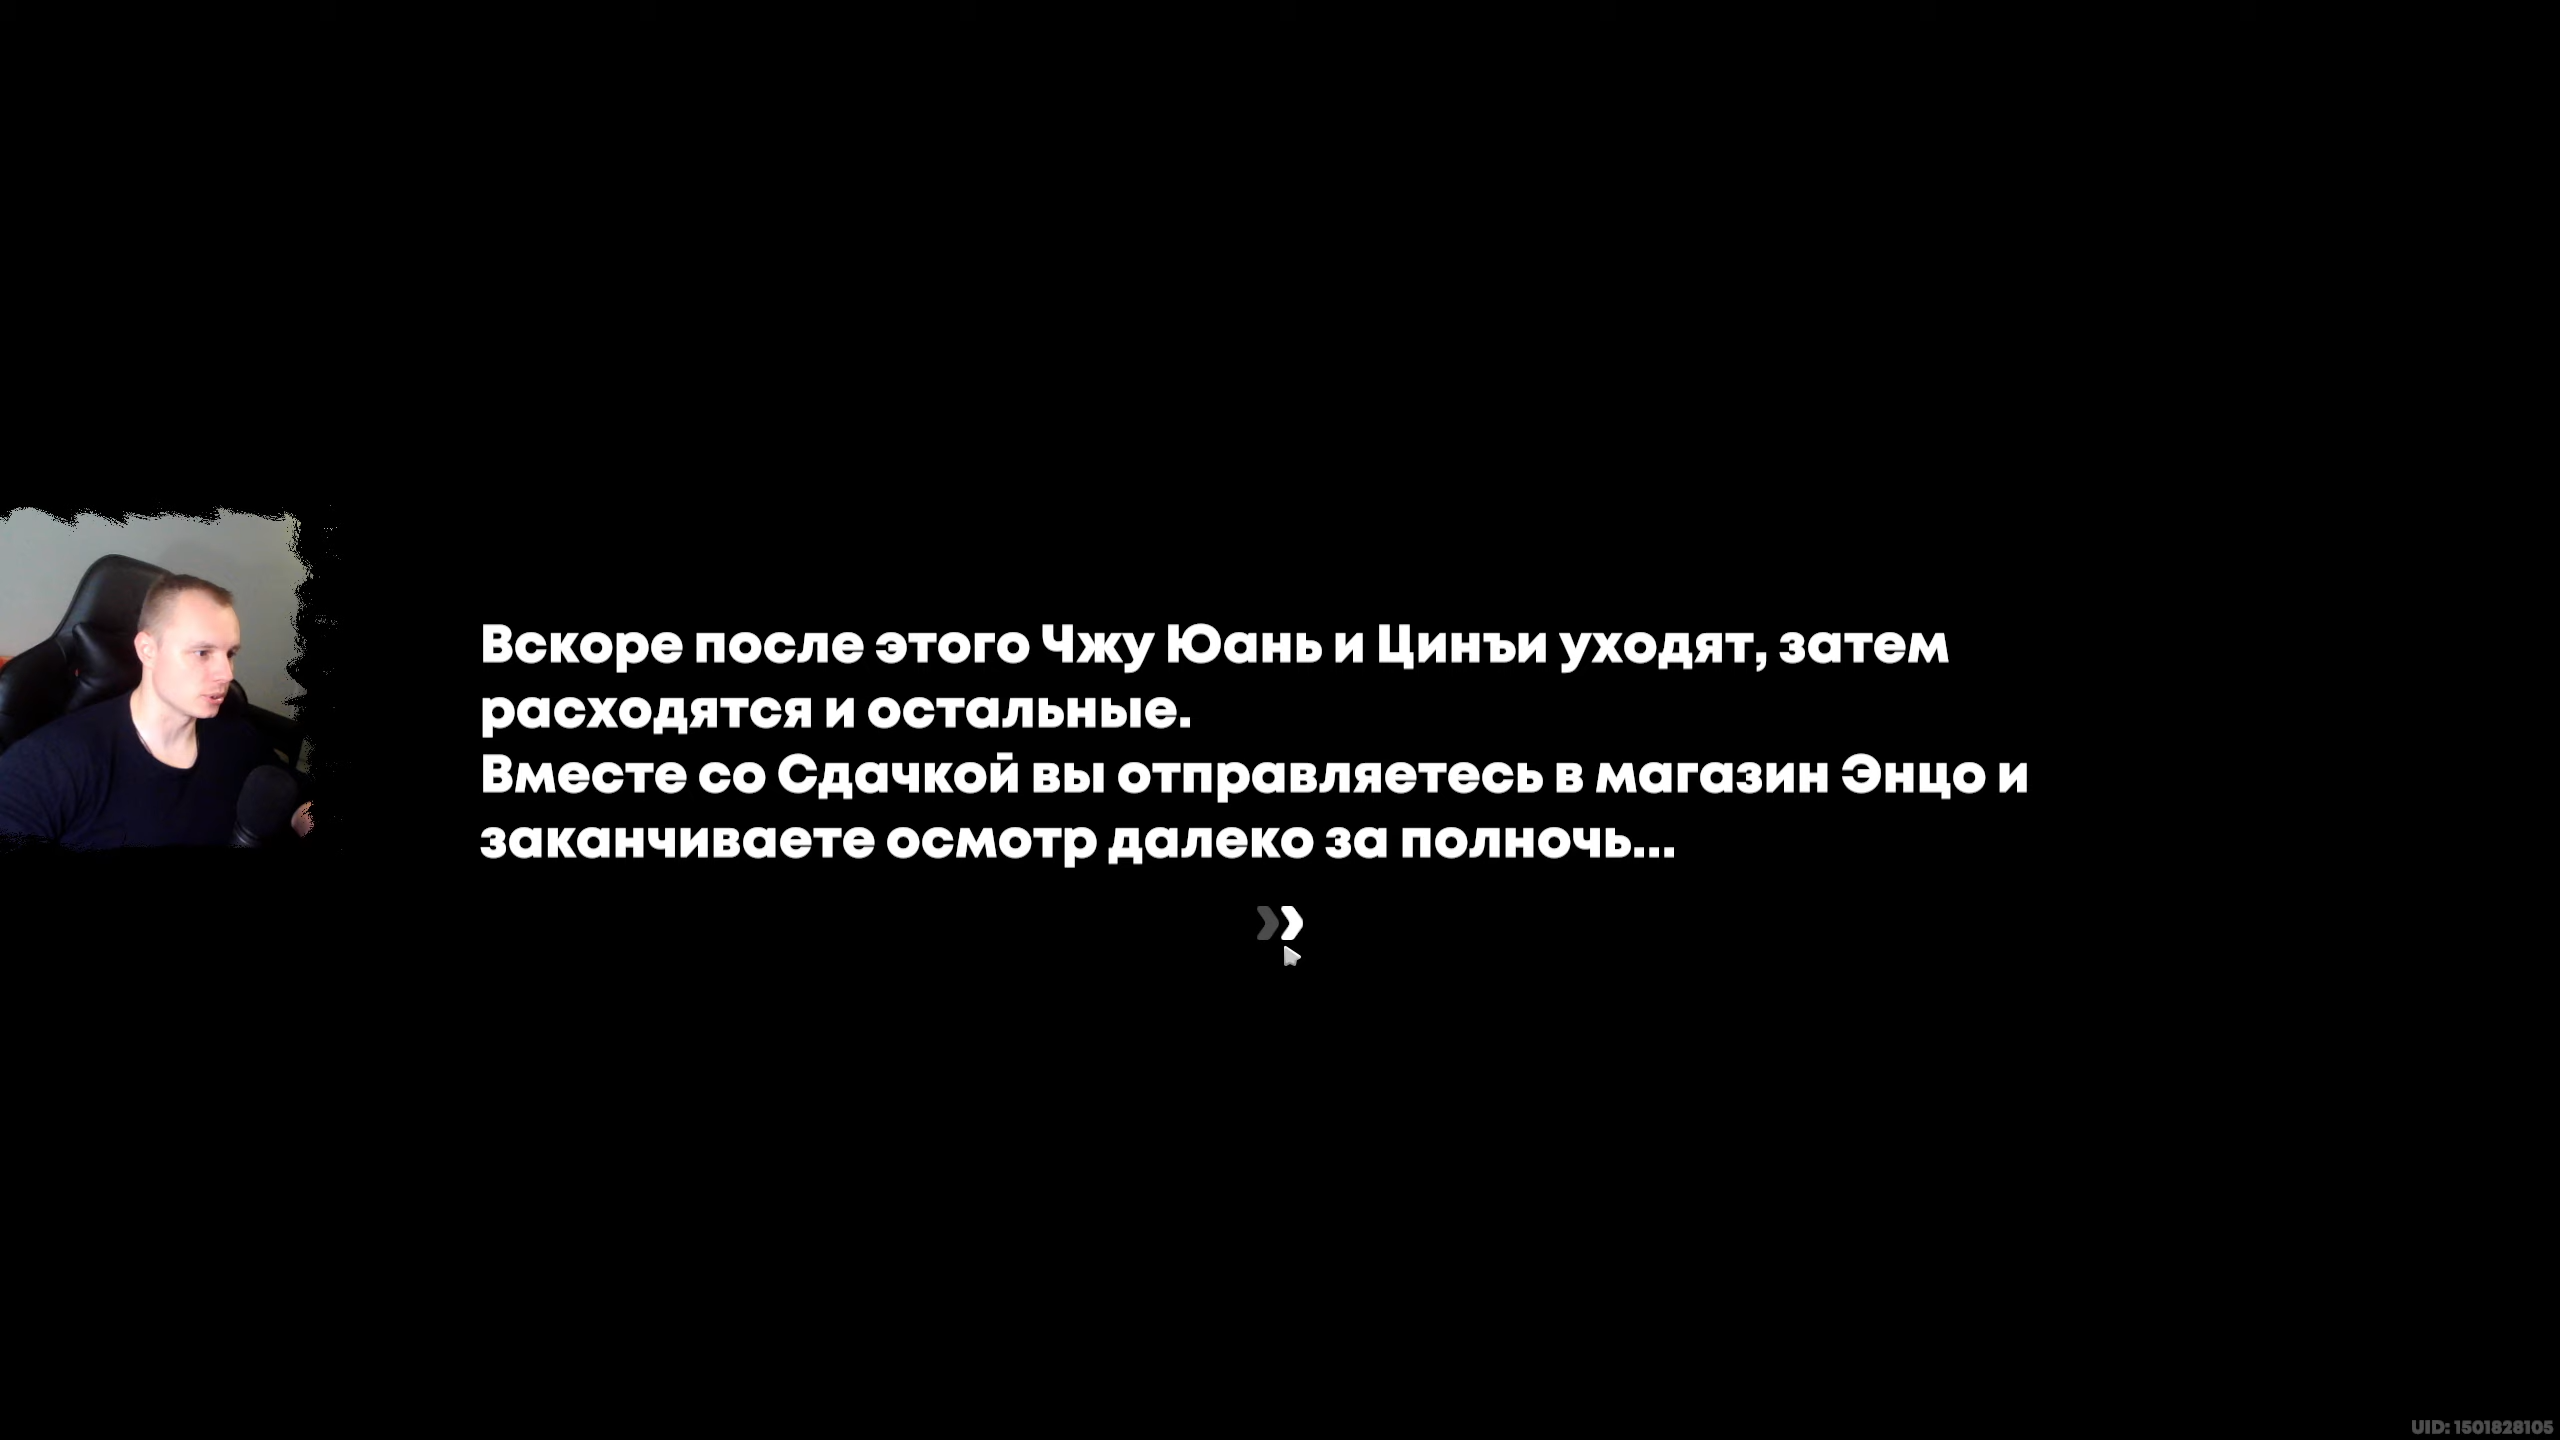 Вскоре после этого Чжу Юань и Цинъи уходят, затем
расходятся и остальные.
Вместе со Сдачкой вы отправляетесь в магазин Энцо и
заканчиваете осмотр далеко за полночь...
UID: 1501828105